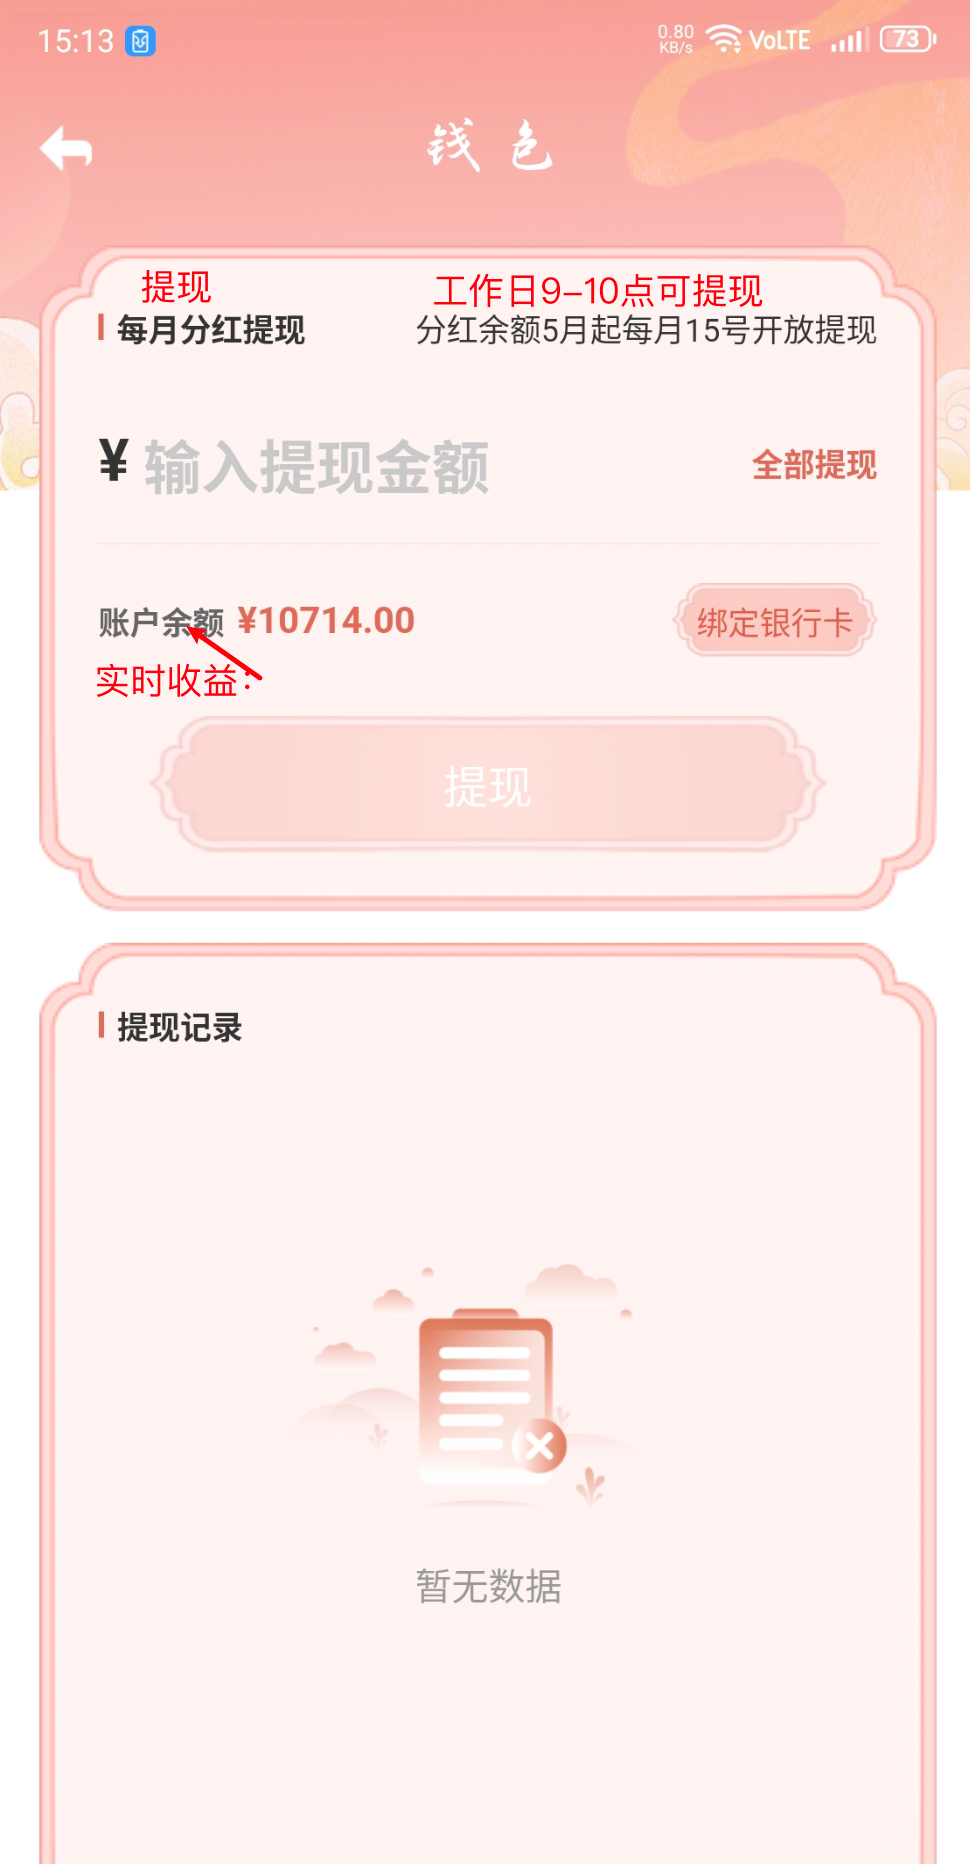 15:13 0.80 KB/s VoLTE 73
钱包
提现 工作日9-10点可提现
每月分红提现 分红余额5月起每月15号开放提现
¥ 输入提现金额 全部提现
账户余额 ¥10714.00 绑定银行卡
实时收益：
提现
提现记录
暂无数据